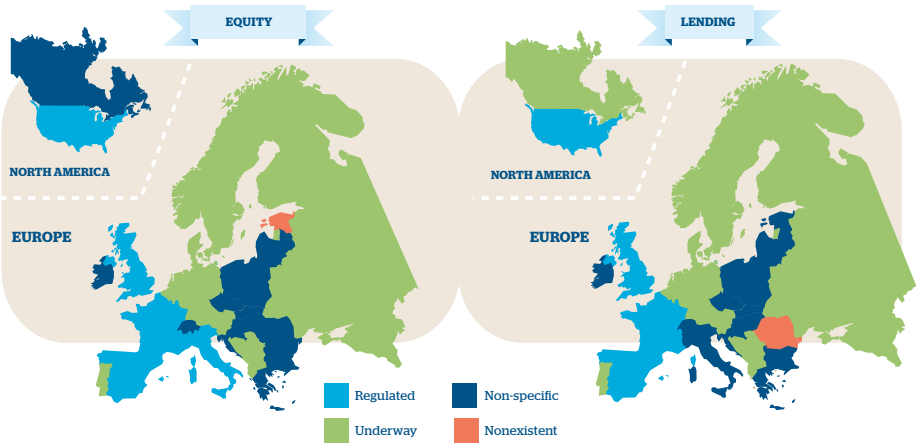 EQUITY
LENDING
NORTH AMERICA
NORTH AMERICA
EUROPE
EUROPE
Regulated
Non-specific
Underway
Nonexistent